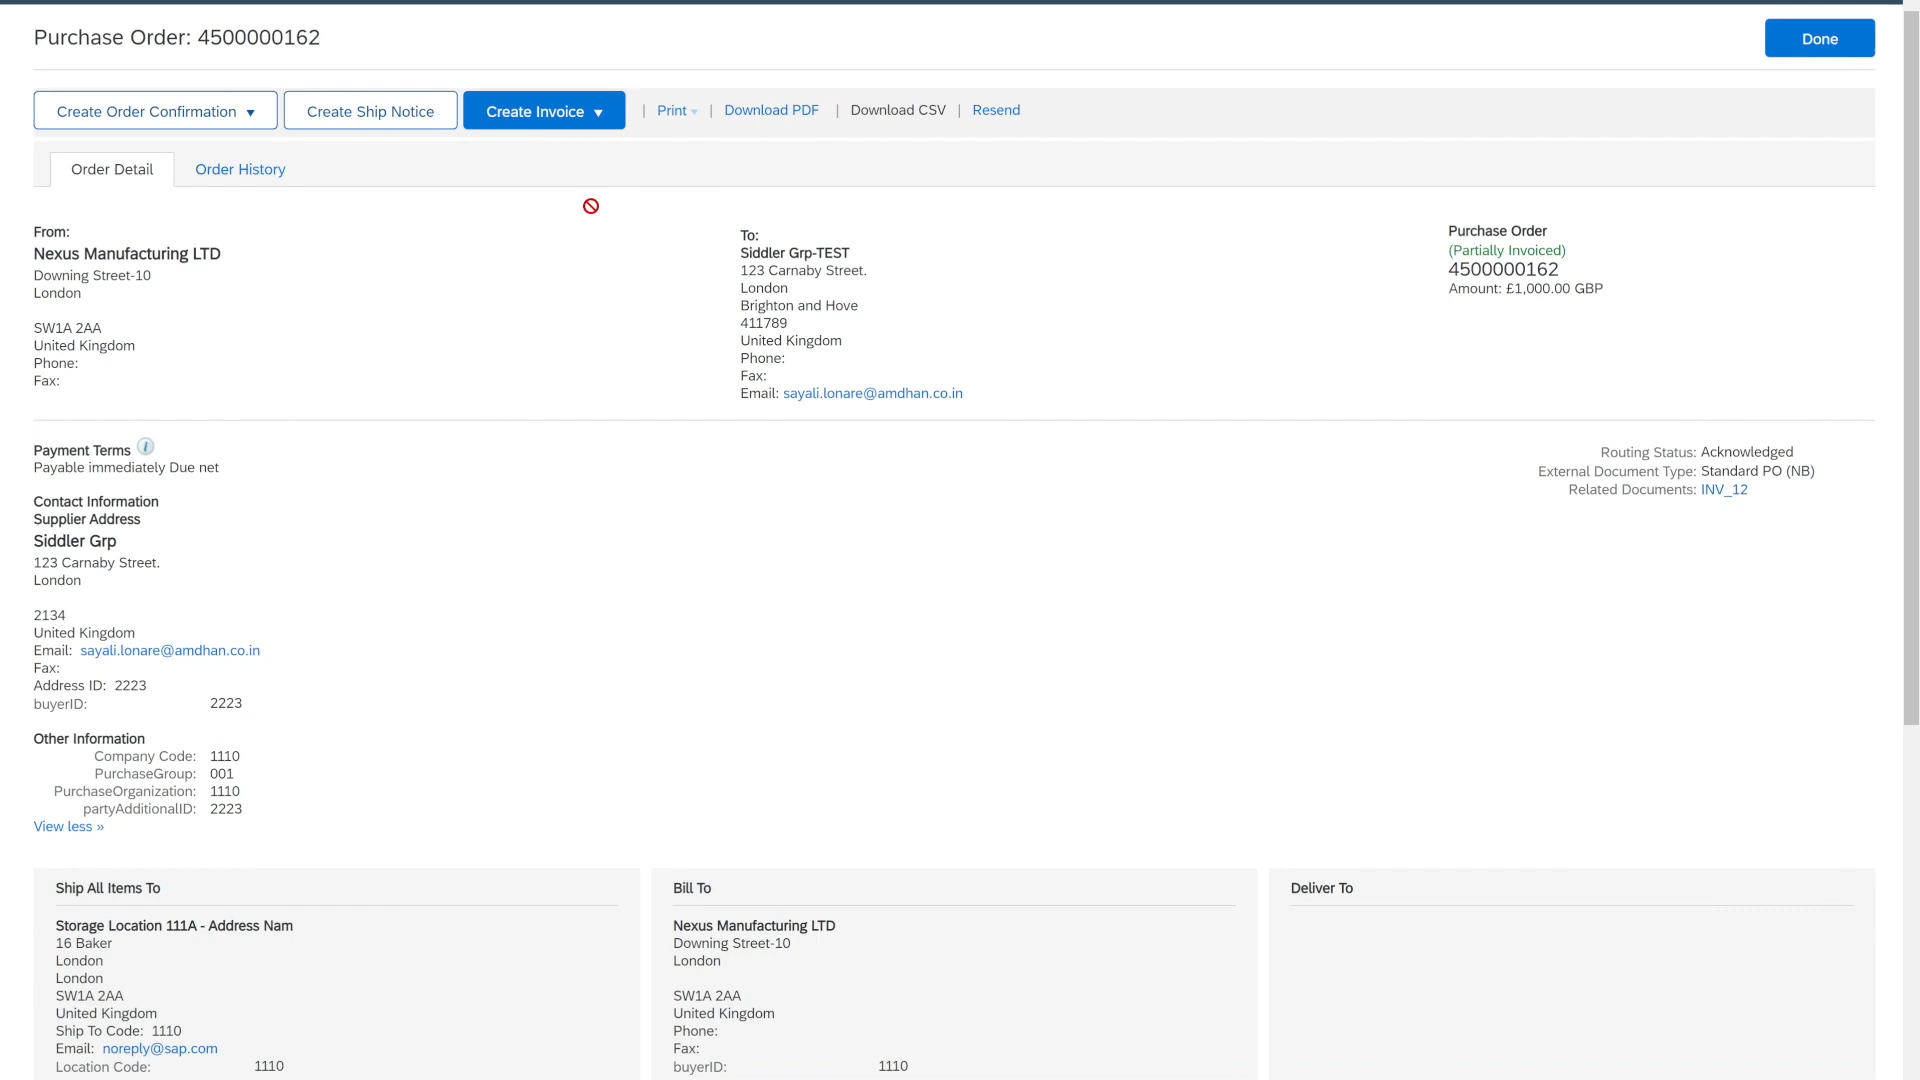 Purchase Order: 4500000162
Done
Create Order Confirmation ▼
Create Ship Notice
Create Invoice ▼
| Print | Download PDF | Download CSV | Resend
Order Detail
Order History
From:
Nexus Manufacturing LTD
Downing Street-10
London
SW1A 2AA
United Kingdom
Phone:
Fax:
To:
Siddler Grp-TEST
123 Carnaby Street.
London
Brighton and Hove
411789
United Kingdom
Phone:
Fax:
Email: sayali.lonare@amdhan.co.in
Purchase Order
(Partially Invoiced)
4500000162
Amount: £1,000.00 GBP
Payment Terms i
Payable immediately Due net
Routing Status: Acknowledged
External Document Type: Standard PO (NB)
Related Documents: INV_12
Contact Information
Supplier Address
Siddler Grp
123 Carnaby Street.
London
2134
United Kingdom
Email: sayali.lonare@amdhan.co.in
Fax:
Address ID: 2223
buyerID: 2223
Other Information
Company Code: 1110
PurchaseGroup: 001
PurchaseOrganization: 1110
partyAdditionalID: 2223
View less »
Ship All Items To
Storage Location 111A - Address Nam
16 Baker
London
London
SW1A 2AA
United Kingdom
Ship To Code: 1110
Email: noreply@sap.com
Location Code: 1110
Bill To
Nexus Manufacturing LTD
Downing Street-10
London
SW1A 2AA
United Kingdom
Phone:
Fax:
buyerID: 1110
Deliver To